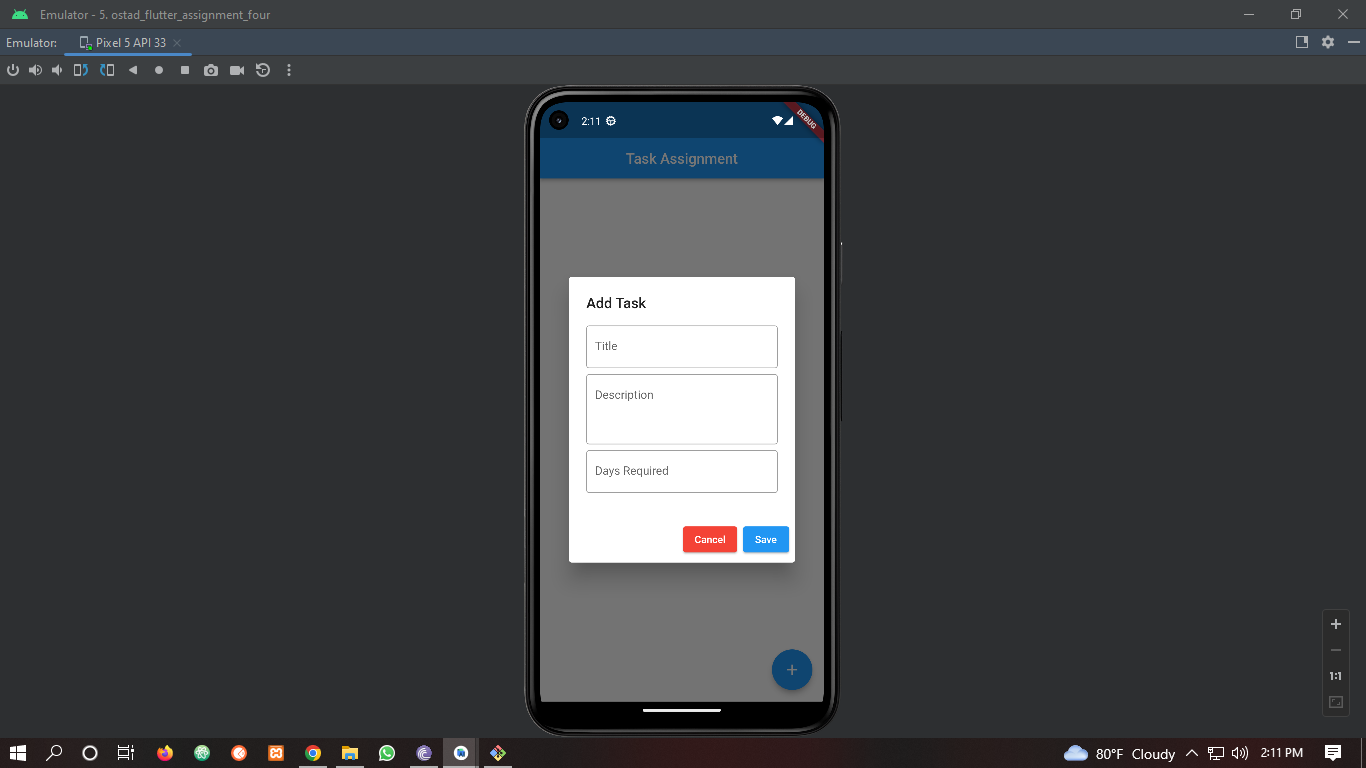 Emulator - 5. ostad_flutter_assignment_four
Emulator: Pixel 5 API 33
2:11
DEBUG
Task Assignment
Add Task
Title
Description
Days Required
Cancel Save
1:1
80°F Cloudy 2:11 PM